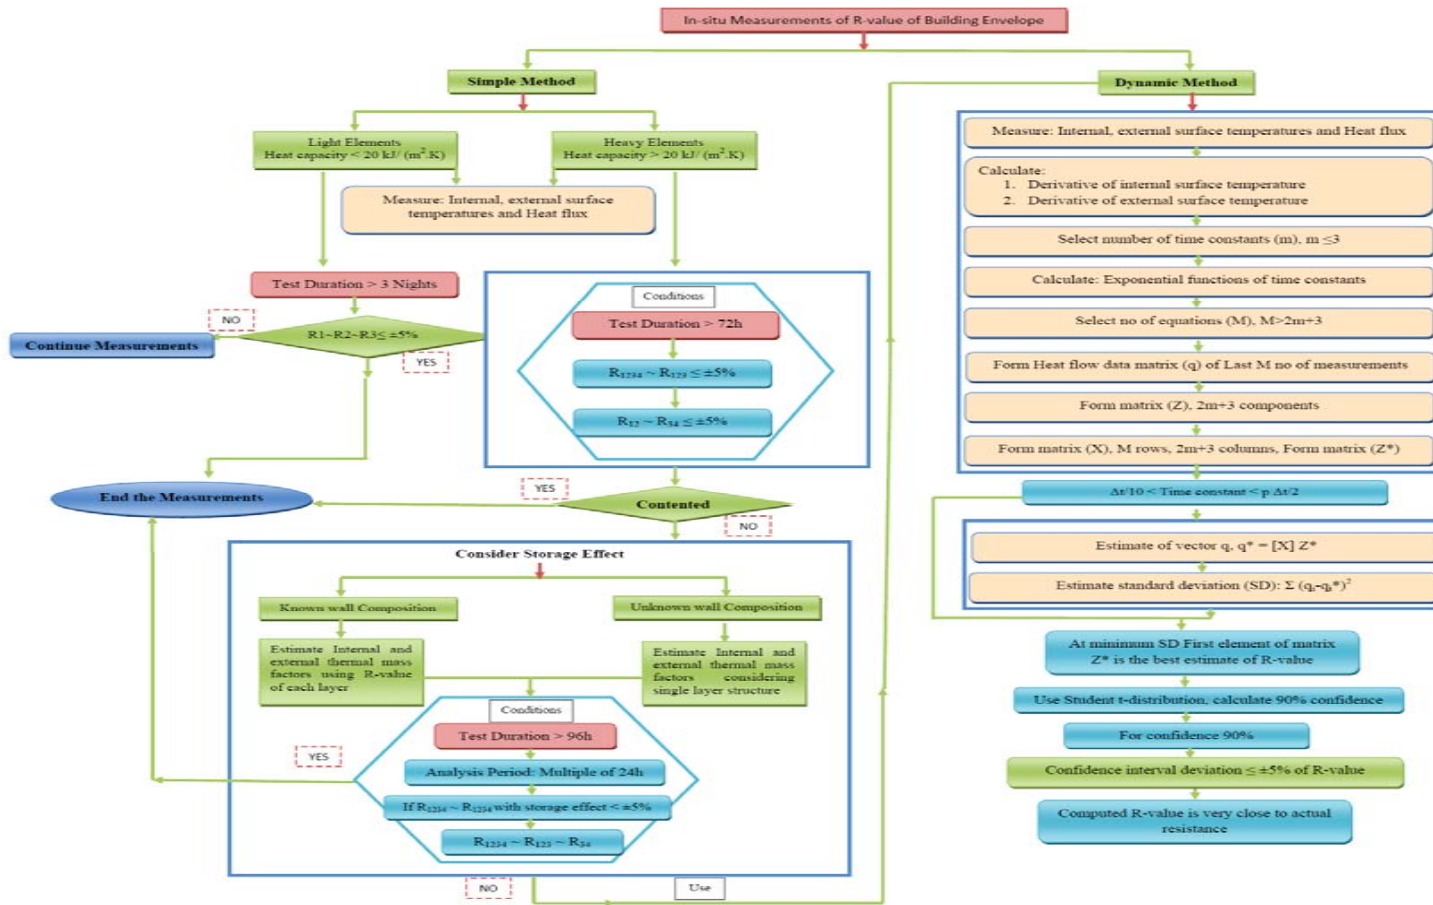 In-situ Measurements of R-value of Building Envelope
Simple Method
Light Elements
Heat capacity < 20 kJ/ (m².K)
Heavy Elements
Heat capacity > 20 kJ/ (m².K)
Measure: Internal, external surface
temperatures and Heat flux
Test Duration > 3 Nights
NO
R1~R2~R3≤ ±5%
Continue Measurements
YES
Conditions
Test Duration > 72h
R₁₂₃₄ ~ R₁₂₃ ≤ ±5%
R₁₂ ~ R₃₄ ≤ ±5%
End the Measurements
YES
Contented
NO
Consider Storage Effect
Known wall Composition
Unknown wall Composition
Estimate Internal and
external thermal mass
factors using R-value
of each layer
Estimate Internal and
external thermal mass
factors considering
single layer structure
Conditions
Test Duration > 96h
YES
Analysis Period: Multiple of 24h
If R₁₂₃₄ ~ R₁₂₃₄ with storage effect < ±5%
R₁₂₃₄ ~ R₁₂₃ ~ R₃₄
NO
Use
Dynamic Method
Measure: Internal, external surface temperatures and Heat flux
Calculate:
1. Derivative of internal surface temperature
2. Derivative of external surface temperature
Select number of time constants (m), m ≤3
Calculate: Exponential functions of time constants
Select no of equations (M), M>2m+3
Form Heat flow data matrix (q) of Last M no of measurements
Form matrix (Z), 2m+3 components
Form matrix (X), M rows, 2m+3 columns, Form matrix (Z*)
Δt/10 < Time constant < p Δt/2
Estimate of vector q, q* = [X] Z*
Estimate standard deviation (SD): Σ (qᵢ-qᵢ*)²
At minimum SD First element of matrix
Z* is the best estimate of R-value
Use Student t-distribution, calculate 90% confidence
For confidence 90%
Confidence interval deviation ≤ ±5% of R-value
Computed R-value is very close to actual
resistance